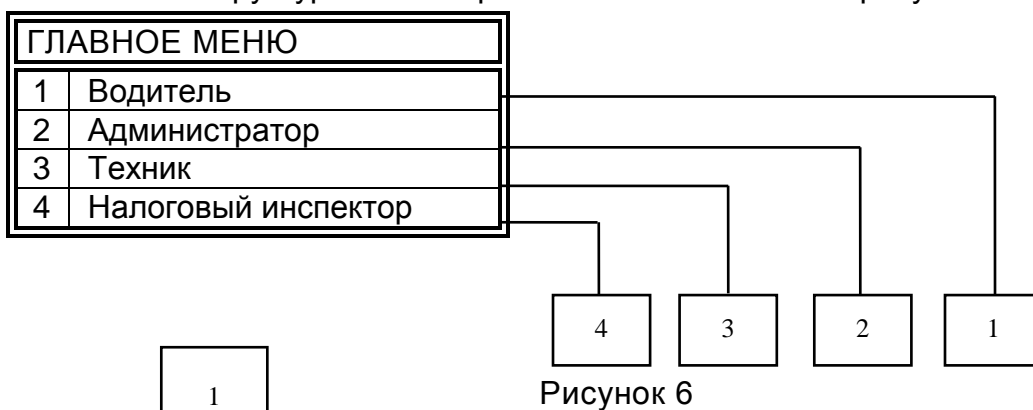 ГЛАВНОЕ МЕНЮ
1 Водитель
2 Администратор
3 Техник
4 Налоговый инспектор
4 3 2 1
1
Рисунок 6